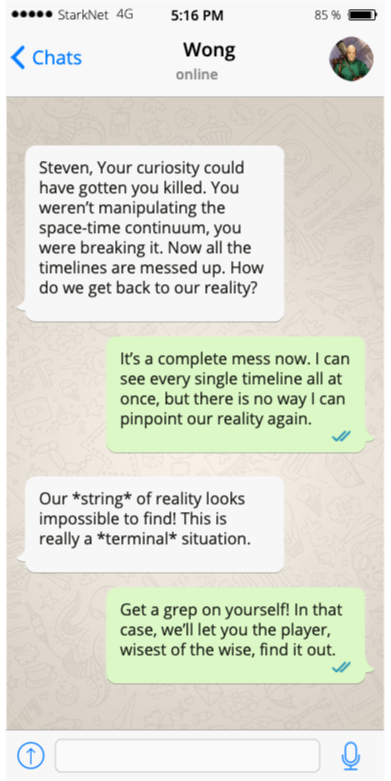 StarkNet 4G 5:16 PM 85 %
Chats
Wong
online
Steven, Your curiosity could
have gotten you killed. You
weren’t manipulating the
space-time continuum, you
were breaking it. Now all the
timelines are messed up. How
do we get back to our reality?
It’s a complete mess now. I can
see every single timeline all at
once, but there is no way I can
pinpoint our reality again.
Our *string* of reality looks
impossible to find! This is
really a *terminal* situation.
Get a grep on yourself! In that
case, we’ll let you the player,
wisest of the wise, find it out.